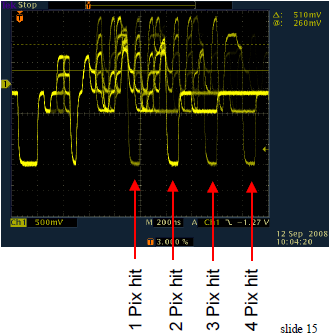 Stop
Δ: 510mV
@: 260mV
1
Ch1 500mV M 200ns A Ch1 -1.27 V
3.000 %
12 Sep 2008
10:04:20
1 Pix hit
2 Pix hit
3 Pix hit
4 Pix hit
slide 15